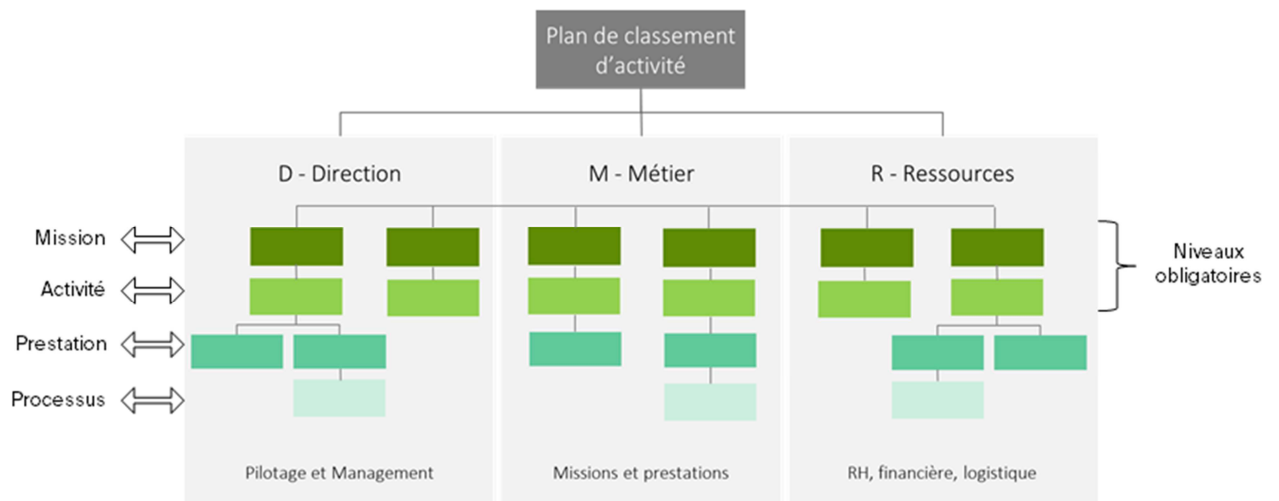 Plan de classement
d'activité
D - Direction
M - Métier
R - Ressources
Mission
Activité
Prestation
Processus
Niveaux
obligatoires
Pilotage et Management
Missions et prestations
RH, financière, logistique